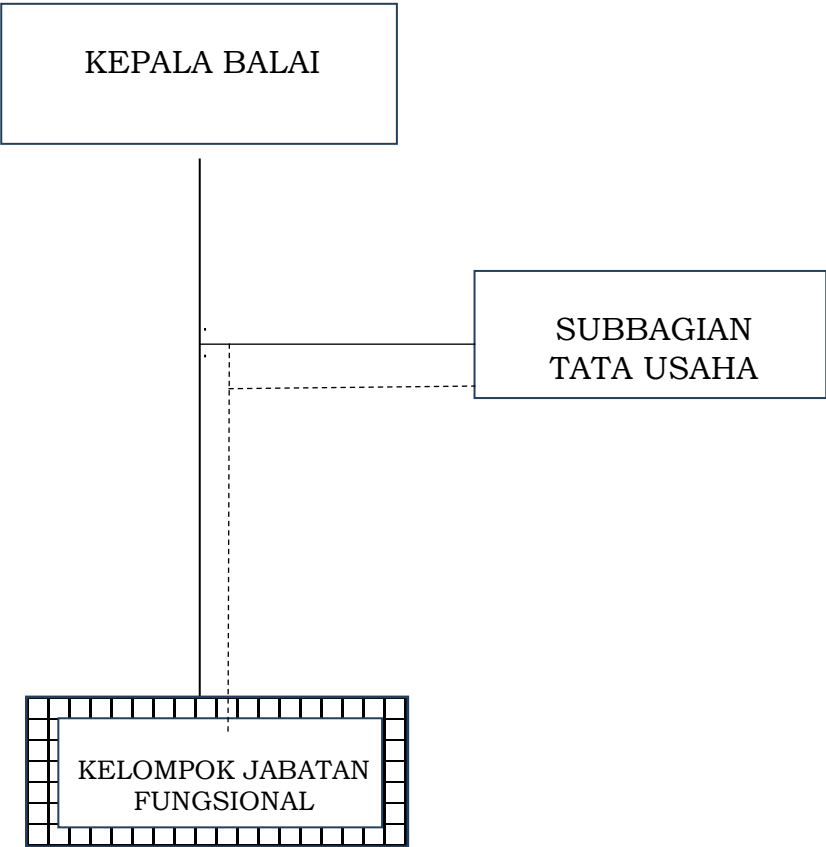 KEPALA BALAI
SUBBAGIAN
TATA USAHA
KELOMPOK JABATAN
FUNGSIONAL